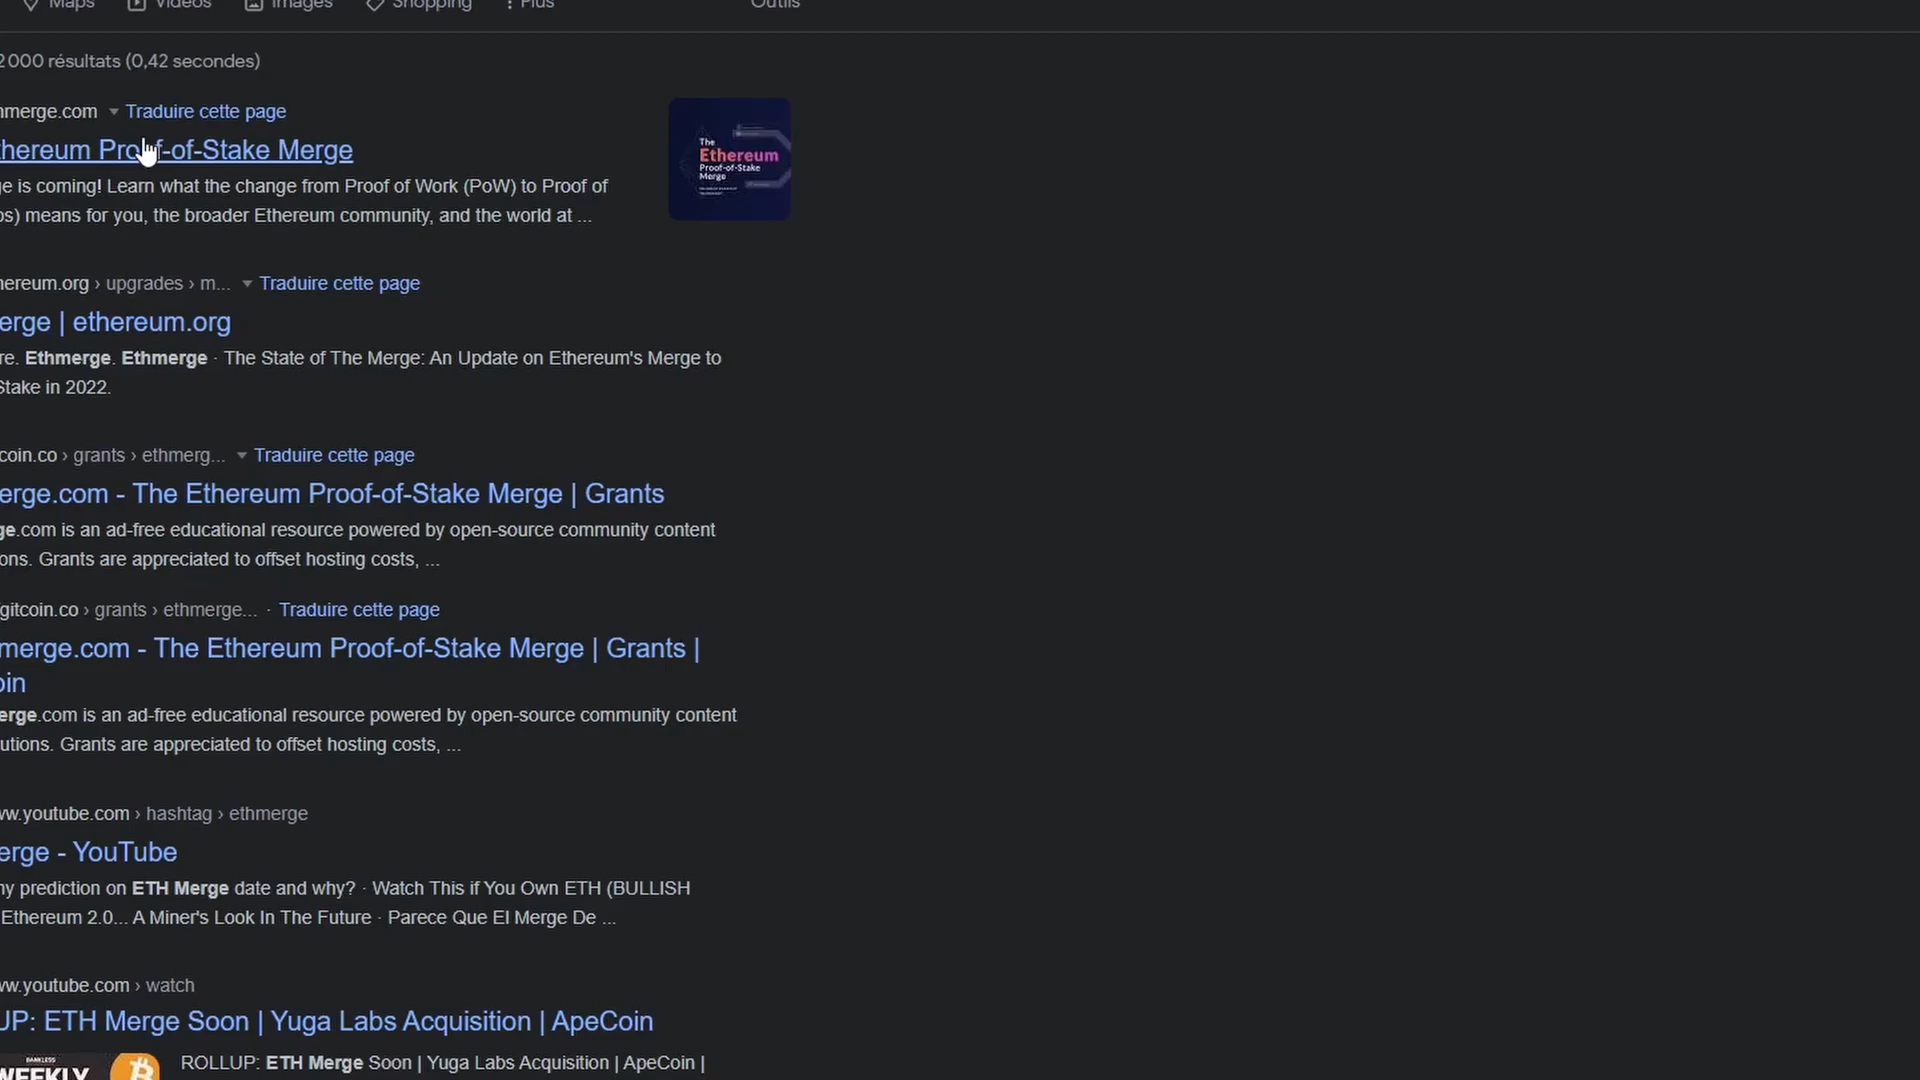 Maps Vidéos Images Shopping Plus Outils
2 000 résultats (0,42 secondes)
hmerge.com Traduire cette page
thereum Proof-of-Stake Merge
ge is coming! Learn what the change from Proof of Work (PoW) to Proof of
os) means for you, the broader Ethereum community, and the world at ...
The
Ethereum
Proof-of-Stake
Merge
hereum.org › upgrades › m... Traduire cette page
erge | ethereum.org
re. Ethmerge. Ethmerge · The State of The Merge: An Update on Ethereum's Merge to
Stake in 2022.
coin.co › grants › ethmerg... Traduire cette page
erge.com - The Ethereum Proof-of-Stake Merge | Grants
ge.com is an ad-free educational resource powered by open-source community content
ons. Grants are appreciated to offset hosting costs, ...
gitcoin.co › grants › ethmerge... · Traduire cette page
merge.com - The Ethereum Proof-of-Stake Merge | Grants |
oin
erge.com is an ad-free educational resource powered by open-source community content
utions. Grants are appreciated to offset hosting costs, ...
ww.youtube.com › hashtag › ethmerge
erge - YouTube
ny prediction on ETH Merge date and why? · Watch This if You Own ETH (BULLISH
Ethereum 2.0... A Miner's Look In The Future · Parece Que El Merge De ...
ww.youtube.com › watch
UP: ETH Merge Soon | Yuga Labs Acquisition | ApeCoin
BANKLESS
WEEKLY
ROLLUP: ETH Merge Soon | Yuga Labs Acquisition | ApeCoin |